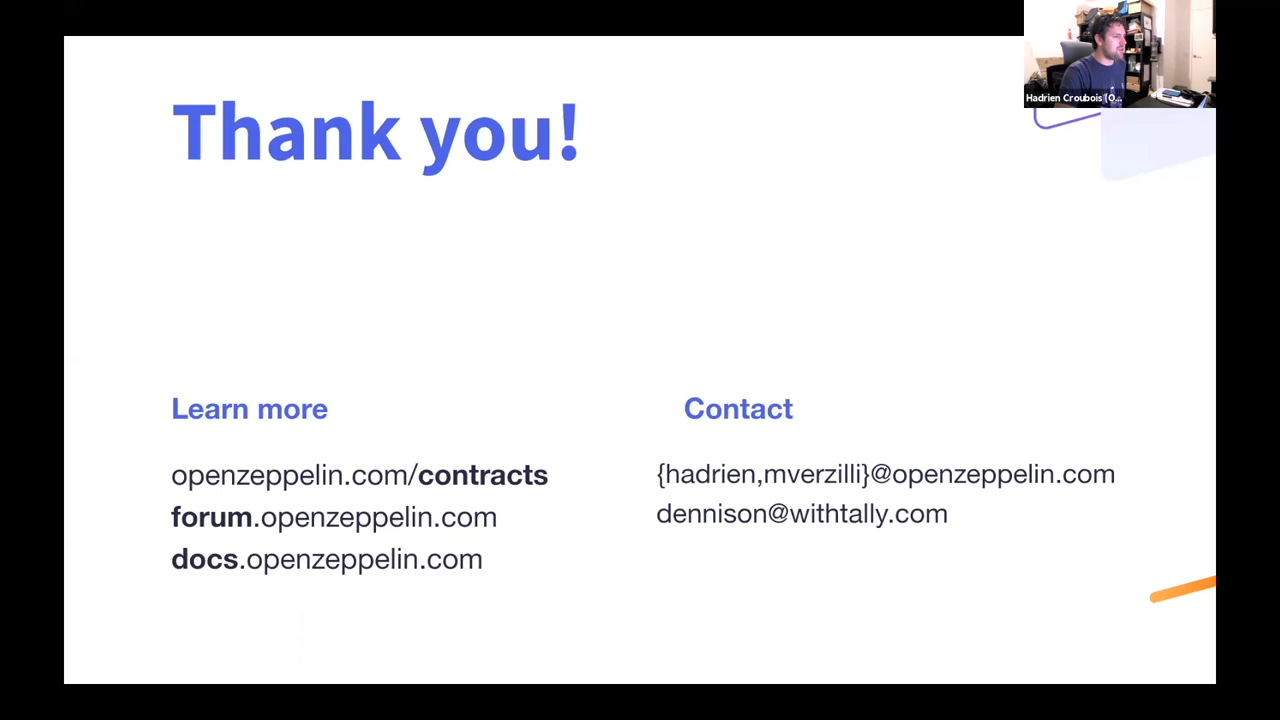 Hadrien Croubois [O...
Thank you!
Learn more
openzeppelin.com/contracts
forum.openzeppelin.com
docs.openzeppelin.com
Contact
{hadrien,mverzilli}@openzeppelin.com
dennison@withtally.com